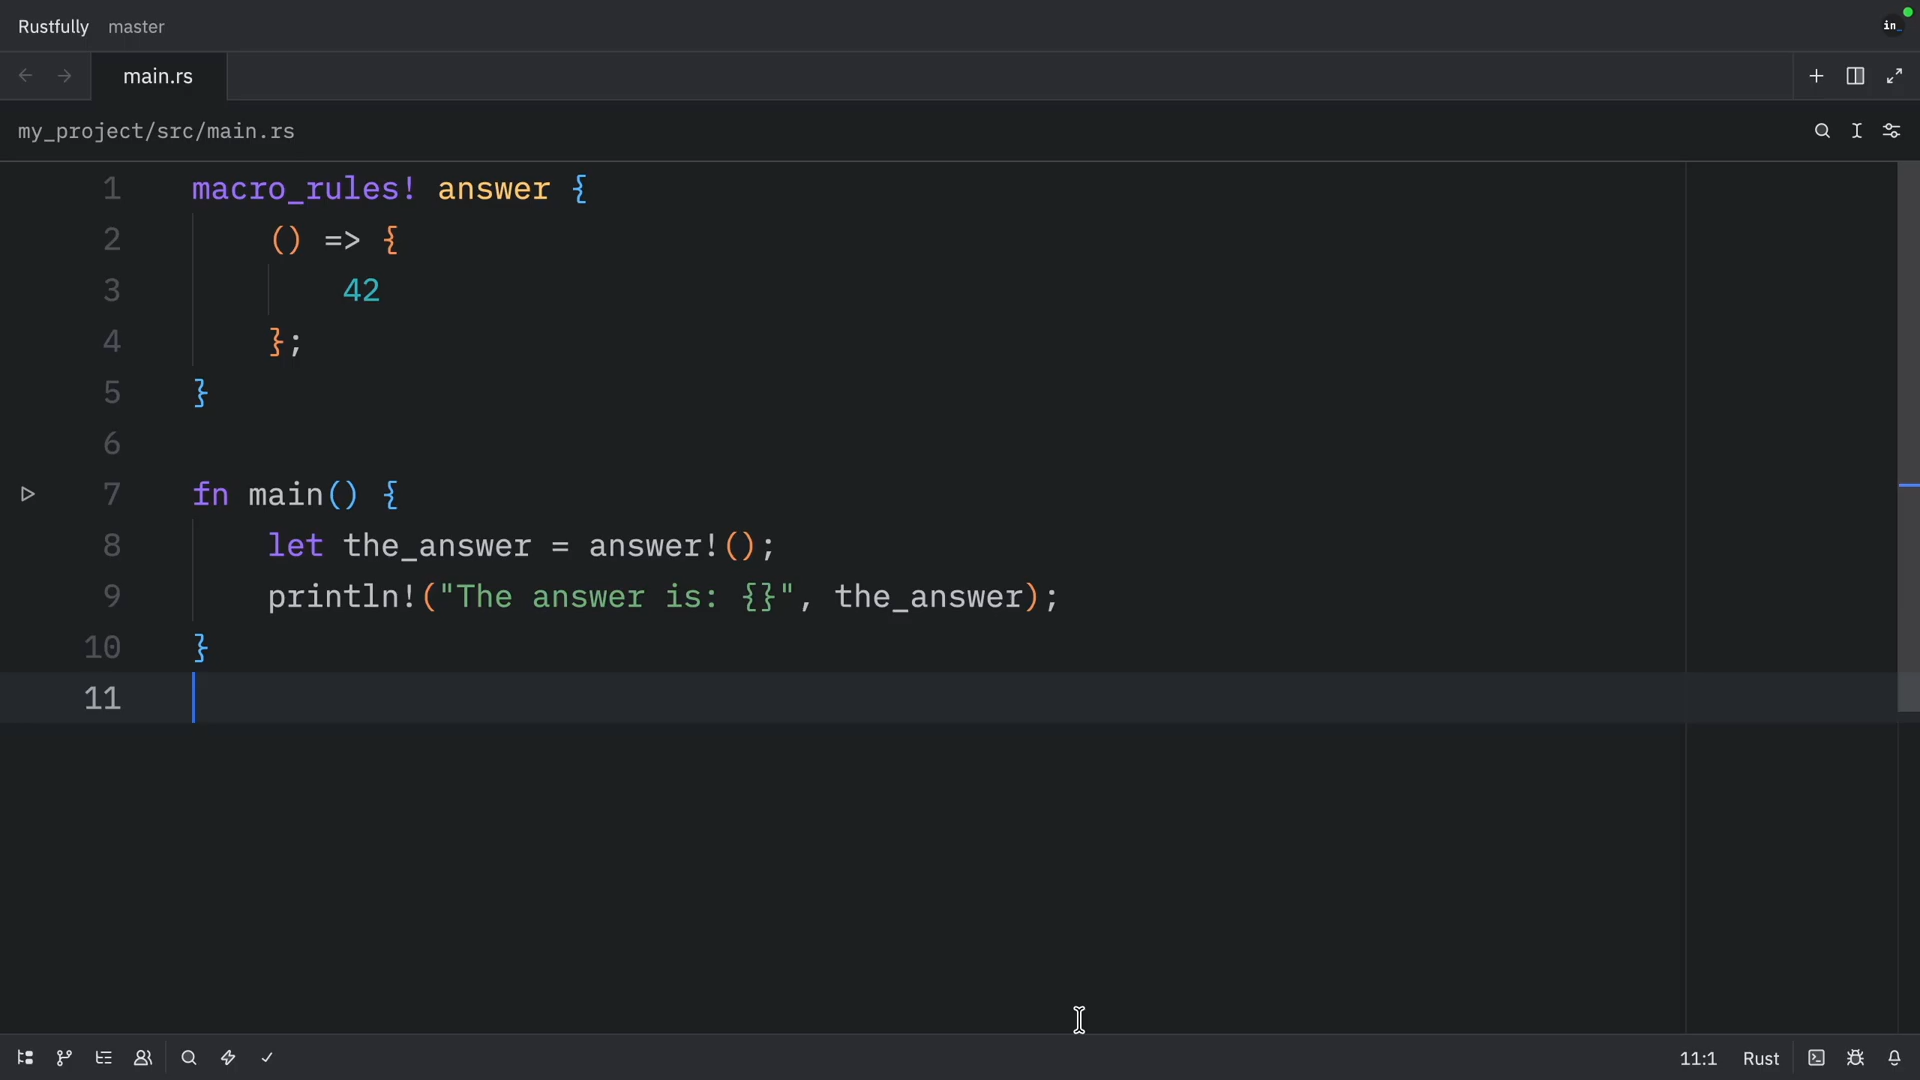 Rustfully master
in_
main.rs
my_project/src/main.rs
1 macro_rules! answer {
2     () => {
3         42
4     };
5 }
6
7 fn main() {
8     let the_answer = answer!();
9     println!("The answer is: {}", the_answer);
10 }
11
11:1 Rust